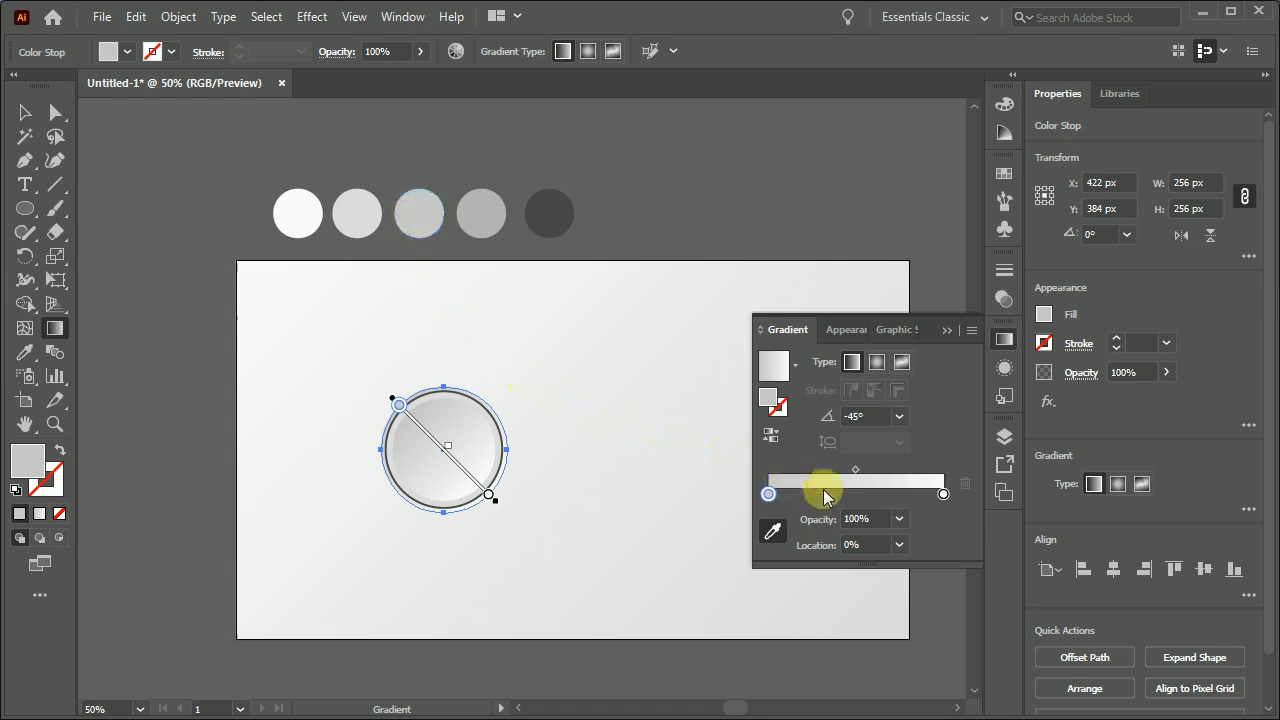 Ai File Edit Object Type Select Effect View Window Help Essentials Classic Search Adobe Stock
Color Stop Stroke: Opacity: 100% Gradient Type:
Untitled-1* @ 50% (RGB/Preview) ×
Properties Libraries
Color Stop
Transform
X: 422 px W: 256 px
Y: 384 px H: 256 px
0°
Appearance
Fill
Stroke
Opacity 100%
fx.
Gradient
Type:
Align
Quick Actions
Offset Path Expand Shape
Arrange Align to Pixel Grid
Gradient Appearar Graphic S
Type:
Stroke:
-45°
Opacity: 100%
Location: 0%
50% 1 Gradient